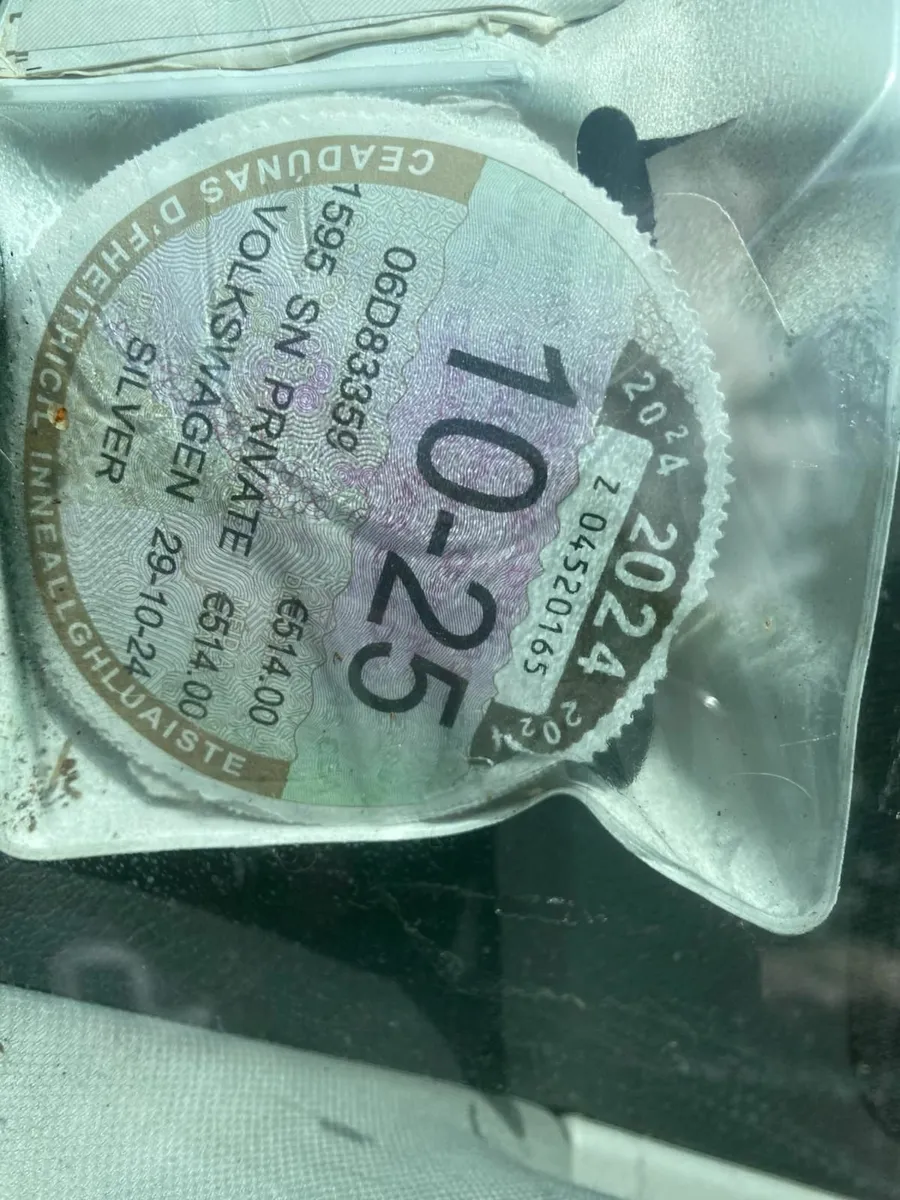 2024 2024 2024
Z 04520165
10-25
06D83359
1595 SN PRIVATE €514.00
VOLKSWAGEN €514.00
SILVER 29-10-24
CEADÚNAS D'FHEITHICIL INNEALLGHLUAISTE